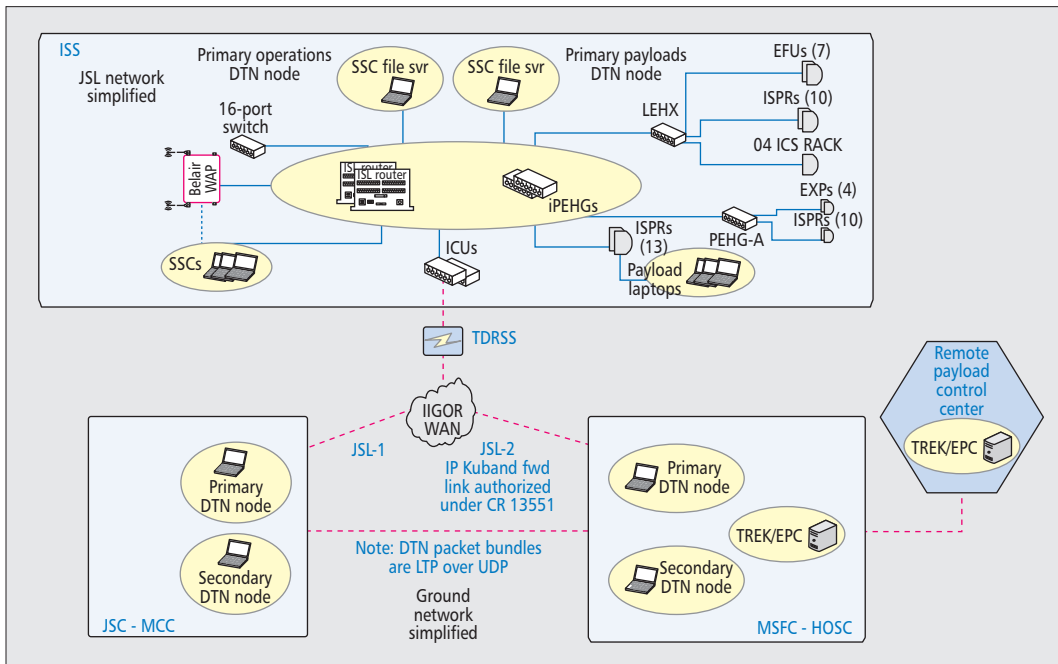 ISS
JSL network
simplified
Primary operations
DTN node
SSC file svr
SSC file svr
Primary payloads
DTN node
EFUs (7)
ISPRs (10)
04 ICS RACK
LEHX
16-port
switch
Belair
WAP
ISL router
ISL router
iPEHGs
EXPs (4)
ISPRs (10)
PEHG-A
SSCs
ICUs
ISPRs
(13)
Payload
laptops
TDRSS
IIGOR
WAN
JSL-1
JSL-2
IP Kuband fwd
link authorized
under CR 13551
Remote
payload
control
center
TREK/EPC
Primary
DTN node
Secondary
DTN node
JSC - MCC
Note: DTN packet bundles
are LTP over UDP
Ground
network
simplified
Primary
DTN node
TREK/EPC
Secondary
DTN node
MSFC - HOSC